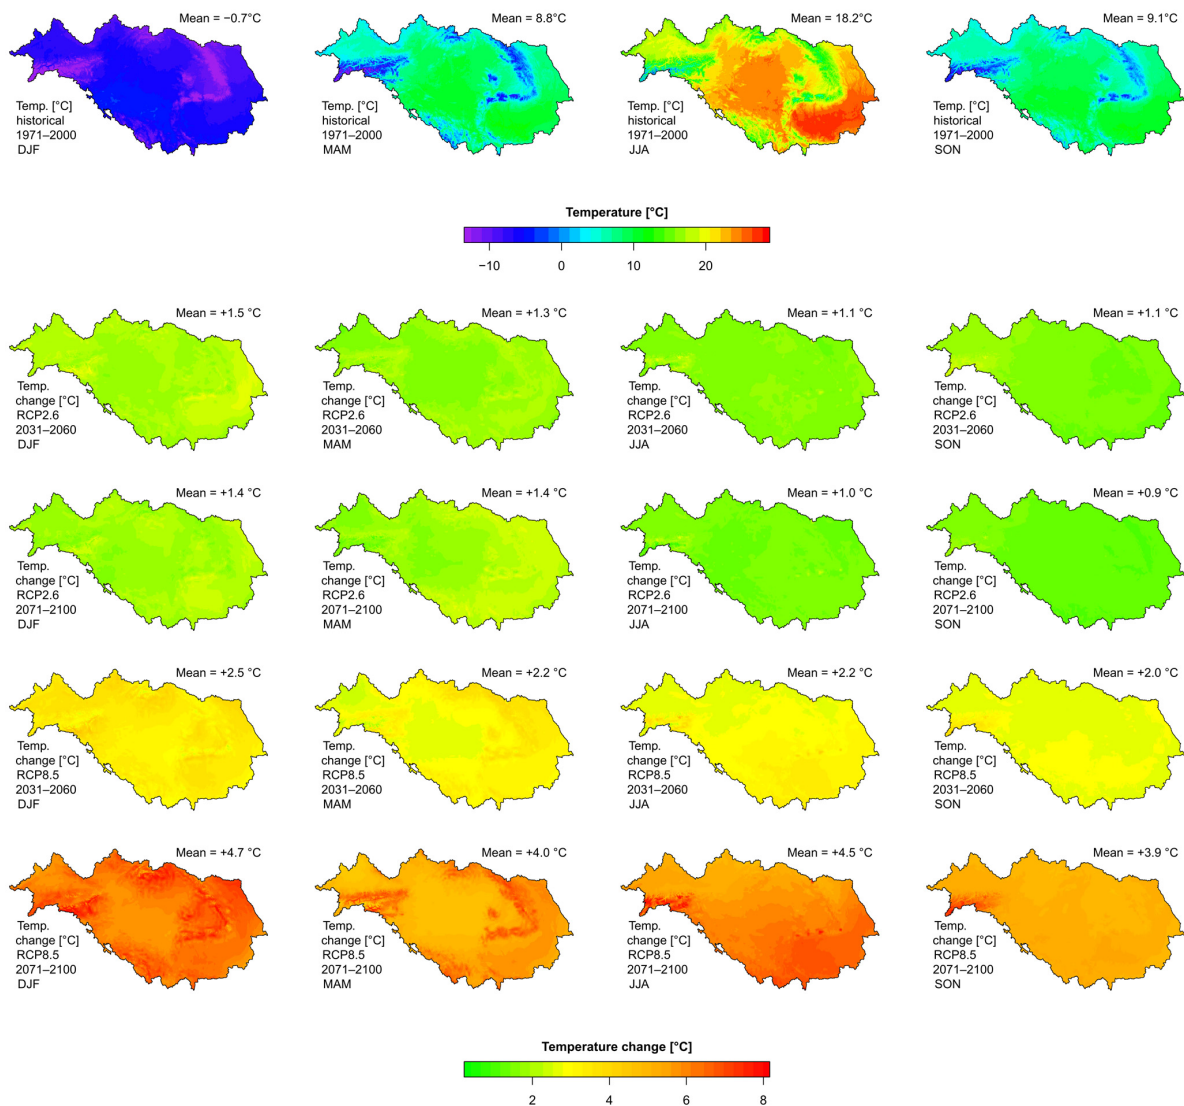 Mean = −0.7°C
Temp. [°C]
historical
1971–2000
DJF
Mean = 8.8°C
Temp. [°C]
historical
1971–2000
MAM
Mean = 18.2°C
Temp. [°C]
historical
1971–2000
JJA
Mean = 9.1°C
Temp. [°C]
historical
1971–2000
SON
Temperature [°C]
−10 0 10 20
Mean = +1.5 °C
Temp.
change [°C]
RCP2.6
2031–2060
DJF
Mean = +1.3 °C
Temp.
change [°C]
RCP2.6
2031–2060
MAM
Mean = +1.1 °C
Temp.
change [°C]
RCP2.6
2031–2060
JJA
Mean = +1.1 °C
Temp.
change [°C]
RCP2.6
2031–2060
SON
Mean = +1.4 °C
Temp.
change [°C]
RCP2.6
2071–2100
DJF
Mean = +1.4 °C
Temp.
change [°C]
RCP2.6
2071–2100
MAM
Mean = +1.0 °C
Temp.
change [°C]
RCP2.6
2071–2100
JJA
Mean = +0.9 °C
Temp.
change [°C]
RCP2.6
2071–2100
SON
Mean = +2.5 °C
Temp.
change [°C]
RCP8.5
2031–2060
DJF
Mean = +2.2 °C
Temp.
change [°C]
RCP8.5
2031–2060
MAM
Mean = +2.2 °C
Temp.
change [°C]
RCP8.5
2031–2060
JJA
Mean = +2.0 °C
Temp.
change [°C]
RCP8.5
2031–2060
SON
Mean = +4.7 °C
Temp.
change [°C]
RCP8.5
2071–2100
DJF
Mean = +4.0 °C
Temp.
change [°C]
RCP8.5
2071–2100
MAM
Mean = +4.5 °C
Temp.
change [°C]
RCP8.5
2071–2100
JJA
Mean = +3.9 °C
Temp.
change [°C]
RCP8.5
2071–2100
SON
Temperature change [°C]
2 4 6 8